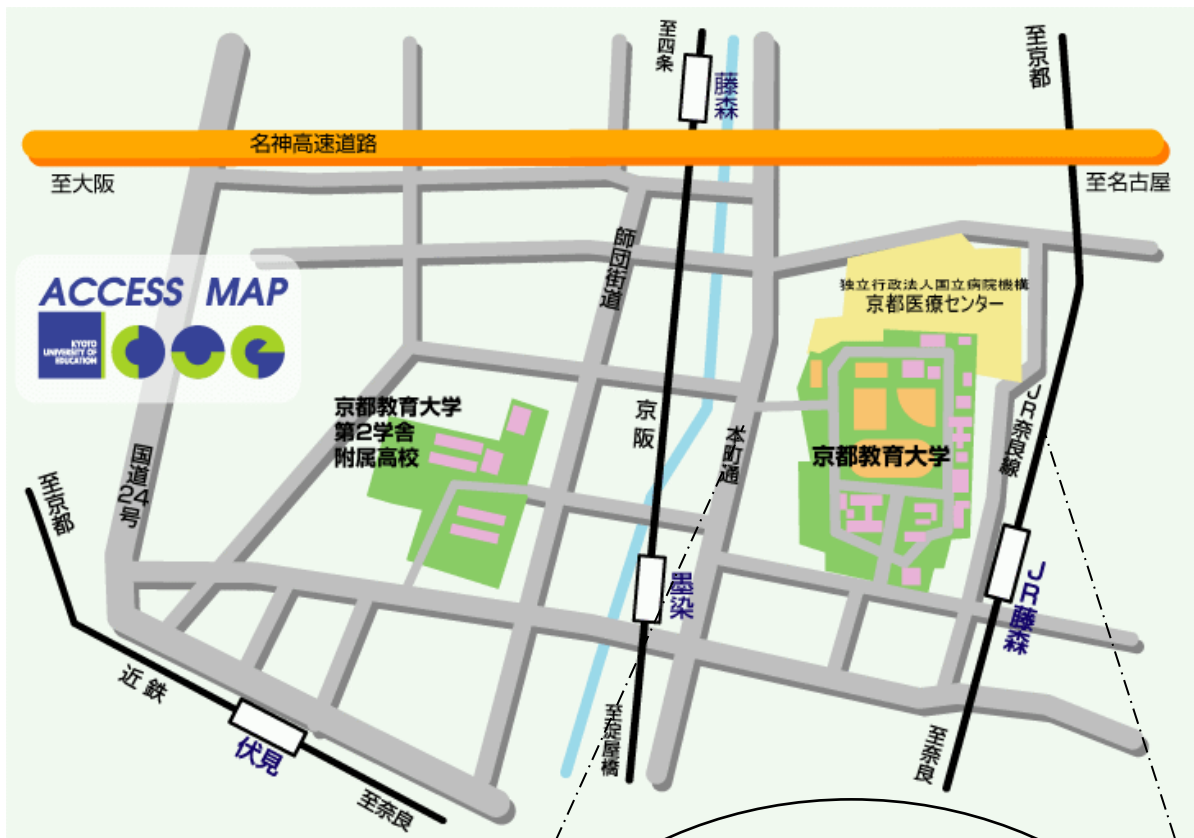 至四条
藤森
至京都
名神高速道路
至大阪
至名古屋
師団街道
独立行政法人国立病院機構
京都医療センター
ACCESS MAP
KYOTO
UNIVERSITY OF
EDUCATION
京都教育大学
第2学舎
附属高校
京阪
本町通
京都教育大学
JR奈良線
国道24号
至京都
墨染
JR藤森
近鉄
伏見
至淀屋橋
至奈良
至奈良